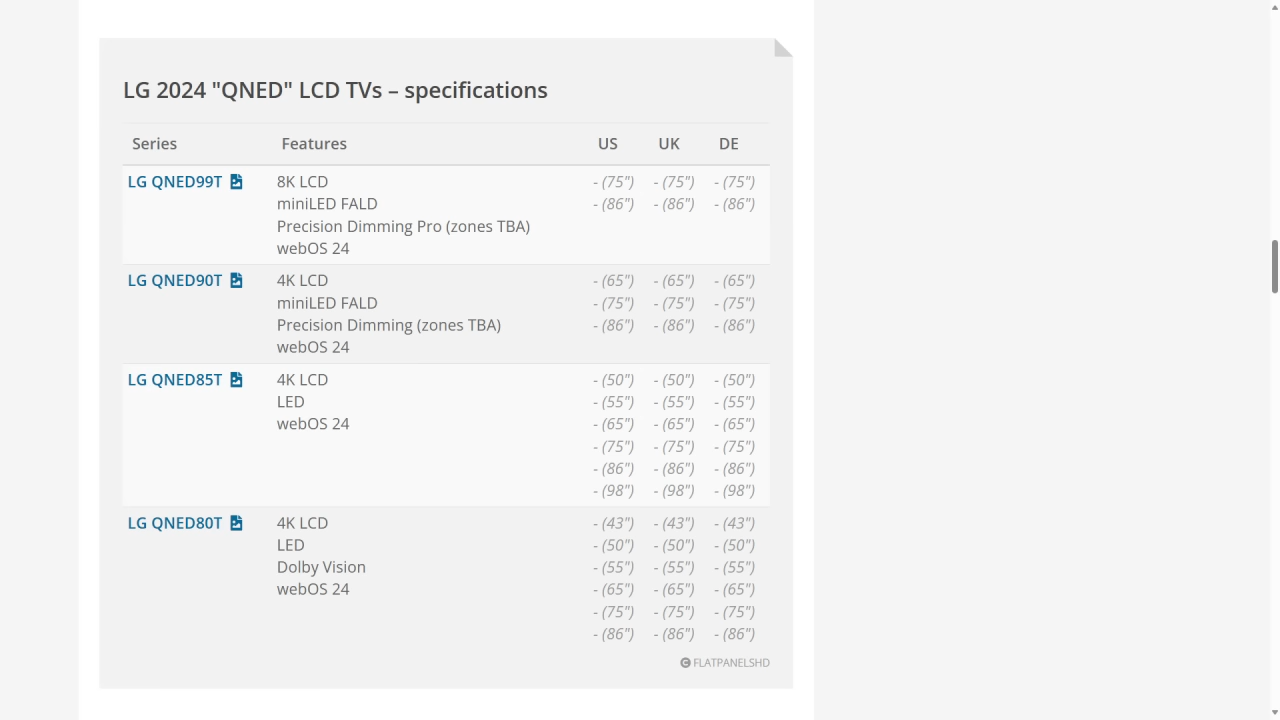 LG 2024 "QNED" LCD TVs – specifications
Series Features US UK DE
LG QNED99T 8K LCD - (75") - (75") - (75")
miniLED FALD - (86") - (86") - (86")
Precision Dimming Pro (zones TBA)
webOS 24
LG QNED90T 4K LCD - (65") - (65") - (65")
miniLED FALD - (75") - (75") - (75")
Precision Dimming (zones TBA) - (86") - (86") - (86")
webOS 24
LG QNED85T 4K LCD - (50") - (50") - (50")
LED - (55") - (55") - (55")
webOS 24 - (65") - (65") - (65")
- (75") - (75") - (75")
- (86") - (86") - (86")
- (98") - (98") - (98")
LG QNED80T 4K LCD - (43") - (43") - (43")
LED - (50") - (50") - (50")
Dolby Vision - (55") - (55") - (55")
webOS 24 - (65") - (65") - (65")
- (75") - (75") - (75")
- (86") - (86") - (86")
© FLATPANELSHD